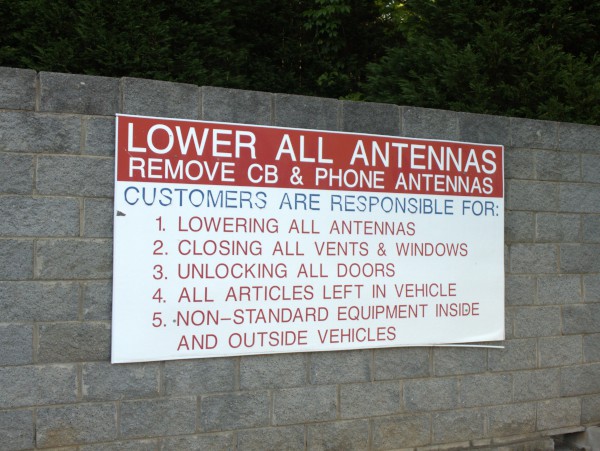 LOWER ALL ANTENNAS
REMOVE CB & PHONE ANTENNAS
CUSTOMERS ARE RESPONSIBLE FOR:
1. LOWERING ALL ANTENNAS
2. CLOSING ALL VENTS & WINDOWS
3. UNLOCKING ALL DOORS
4. ALL ARTICLES LEFT IN VEHICLE
5. NON-STANDARD EQUIPMENT INSIDE
AND OUTSIDE VEHICLES